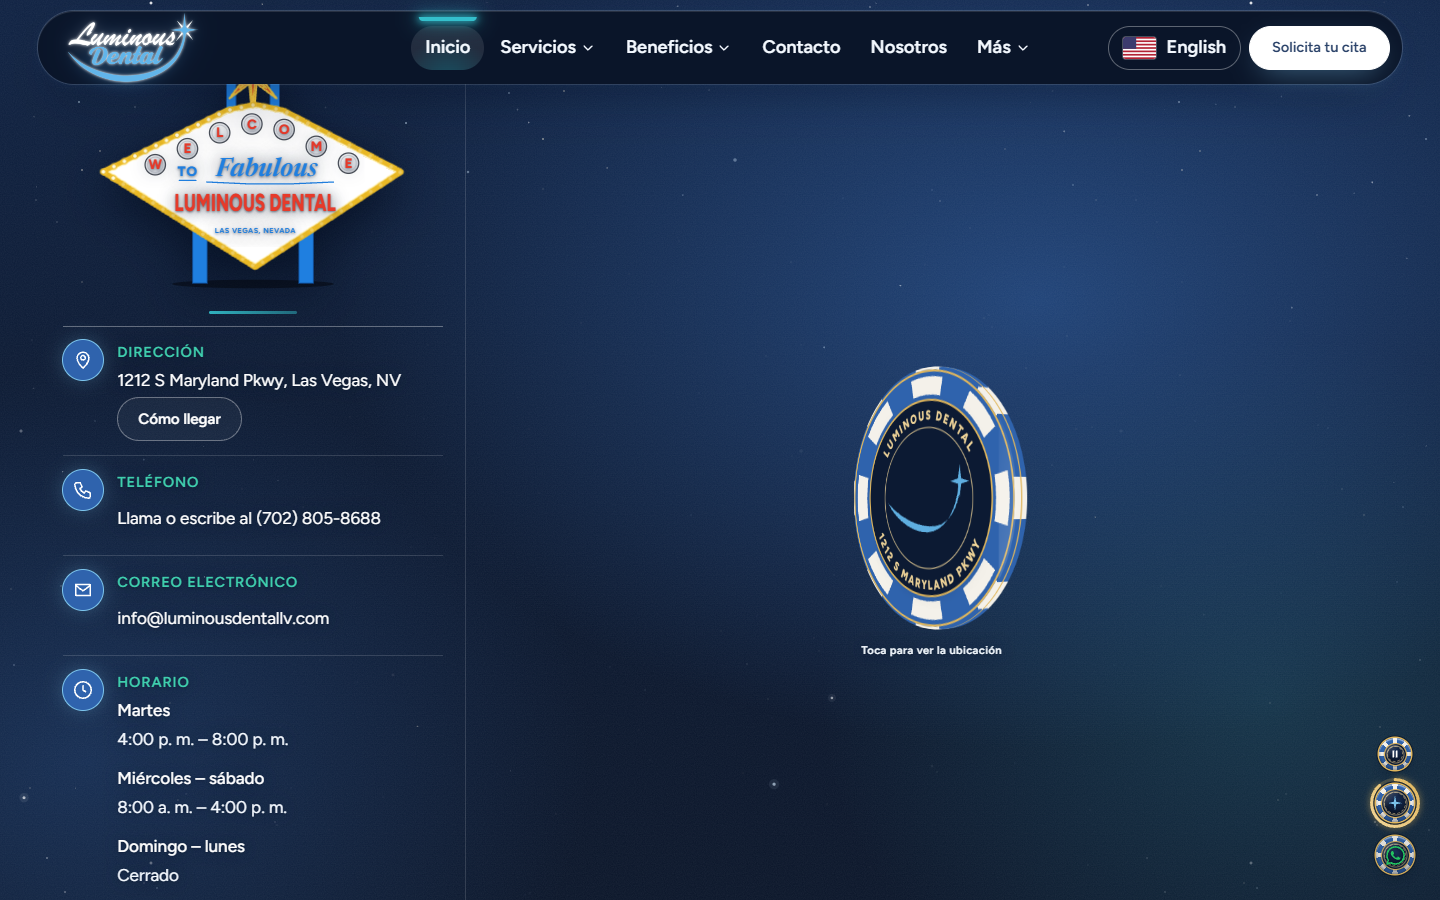 Luminous
Dental
Inicio
Servicios
Beneficios
Contacto
Nosotros
Más
English
Solicita tu cita
WELCOME
TO Fabulous
LUMINOUS DENTAL
LAS VEGAS, NEVADA
DIRECCIÓN
1212 S Maryland Pkwy, Las Vegas, NV
Cómo llegar
TELÉFONO
Llama o escribe al (702) 805-8688
CORREO ELECTRÓNICO
info@luminousdentallv.com
HORARIO
Martes
4:00 p. m. – 8:00 p. m.
Miércoles – sábado
8:00 a. m. – 4:00 p. m.
Domingo – lunes
Cerrado
LUMINOUS DENTAL
1212 S MARYLAND PKWY
Toca para ver la ubicación